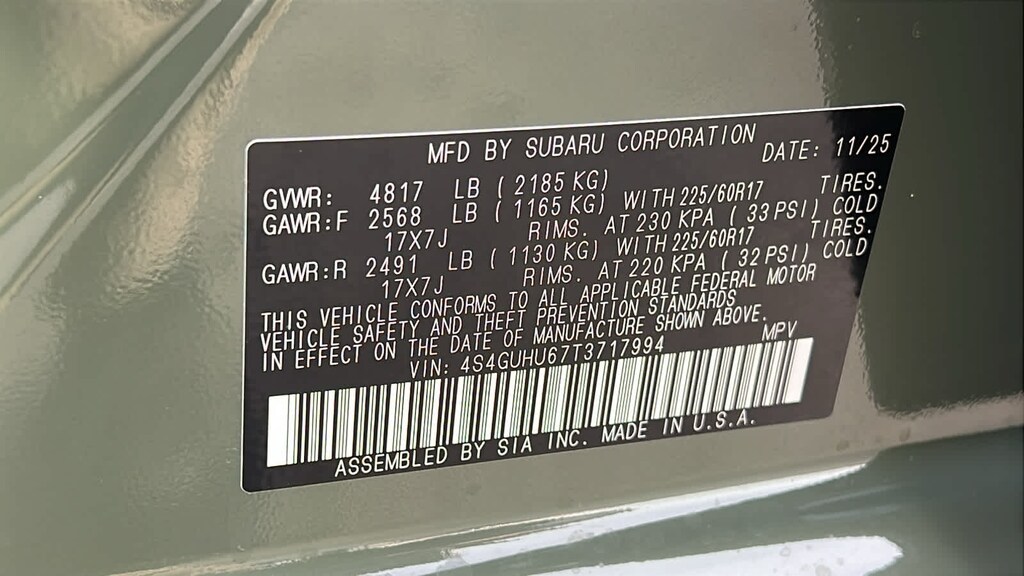 MFD BY SUBARU CORPORATION DATE: 11/25
GVWR: 4817 LB (2185 KG)
GAWR:F 2568 LB (1165 KG) WITH 225/60R17 TIRES.
17X7J RIMS. AT 230 KPA (33 PSI) COLD
GAWR:R 2491 LB (1130 KG) WITH 225/60R17 TIRES.
17X7J RIMS. AT 220 KPA (32 PSI) COLD
THIS VEHICLE CONFORMS TO ALL APPLICABLE FEDERAL MOTOR
VEHICLE SAFETY AND THEFT PREVENTION STANDARDS
IN EFFECT ON THE DATE OF MANUFACTURE SHOWN ABOVE.
VIN: 4S4GUHU67T3717994 MPV
ASSEMBLED BY SIA INC. MADE IN U.S.A.